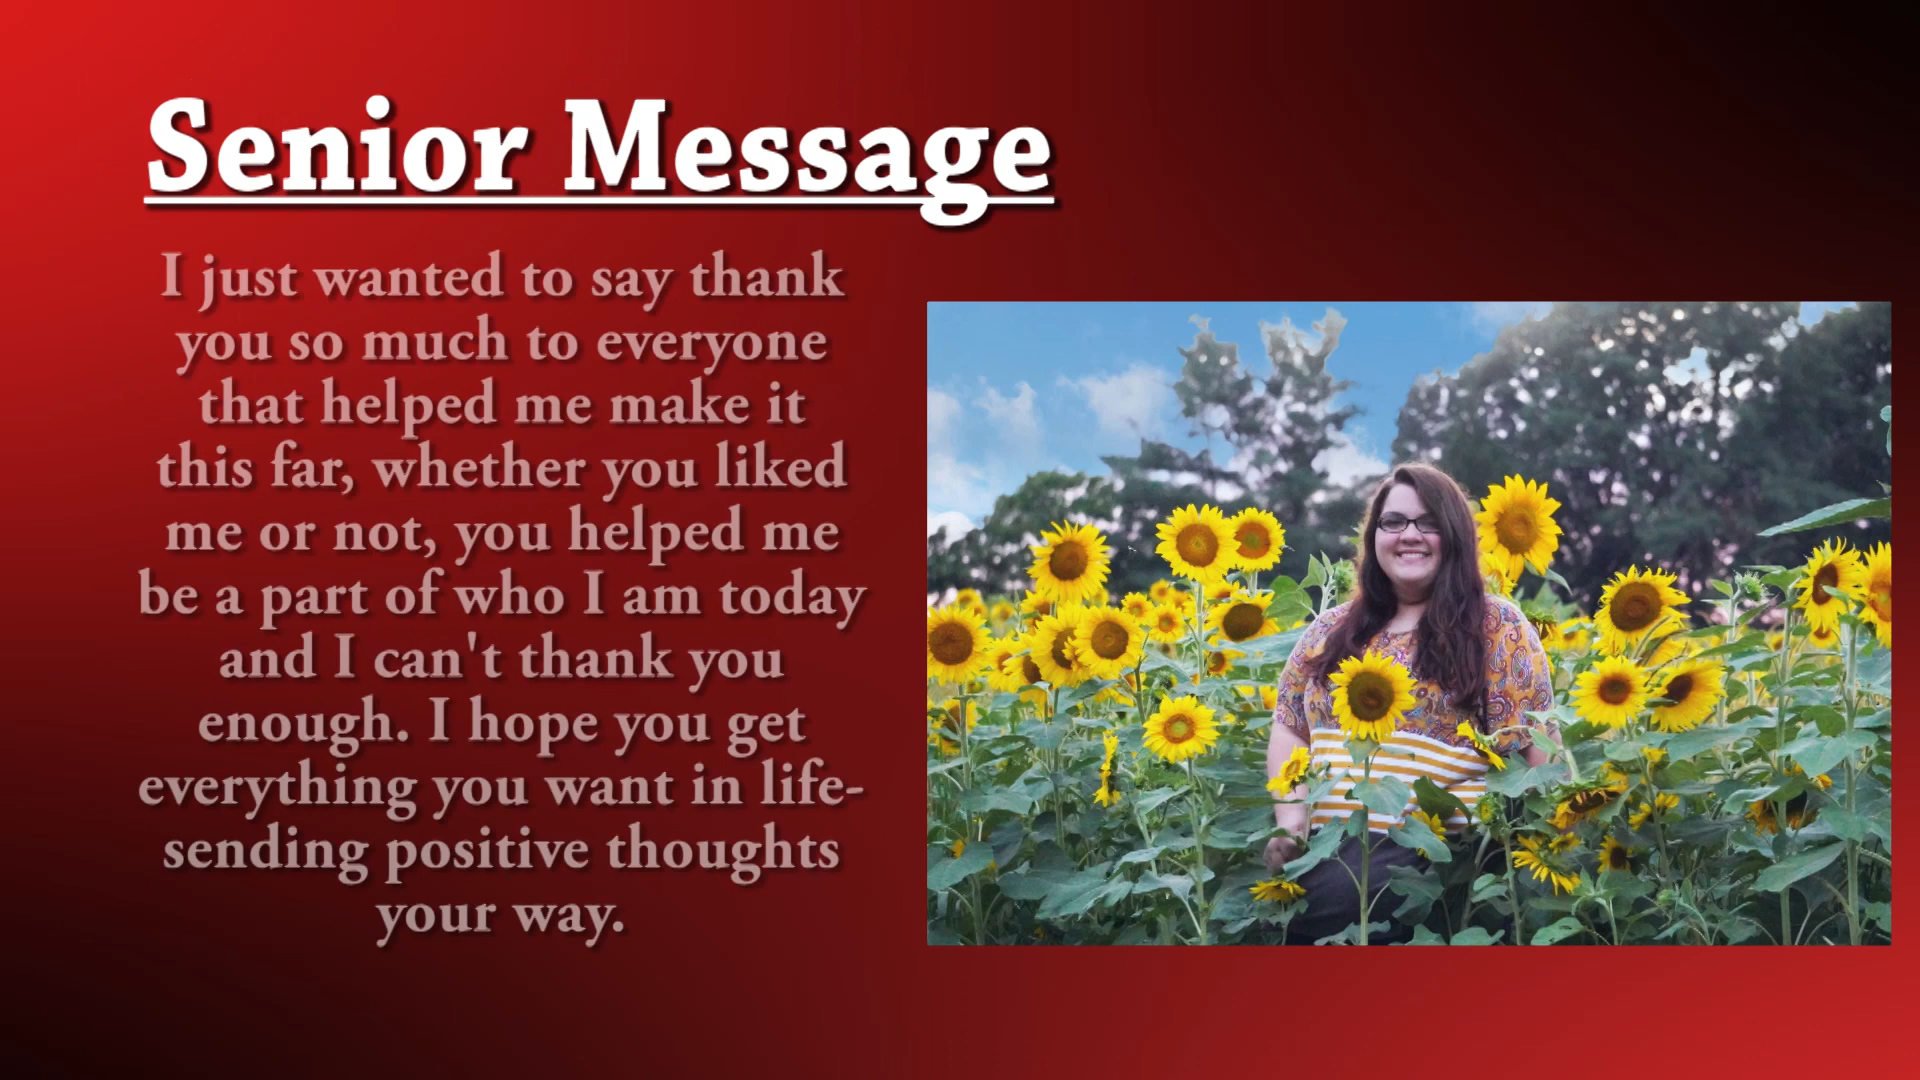 Senior Message
I just wanted to say thank
you so much to everyone
that helped me make it
this far, whether you liked
me or not, you helped me
be a part of who I am today
and I can't thank you
enough. I hope you get
everything you want in life-
sending positive thoughts
your way.